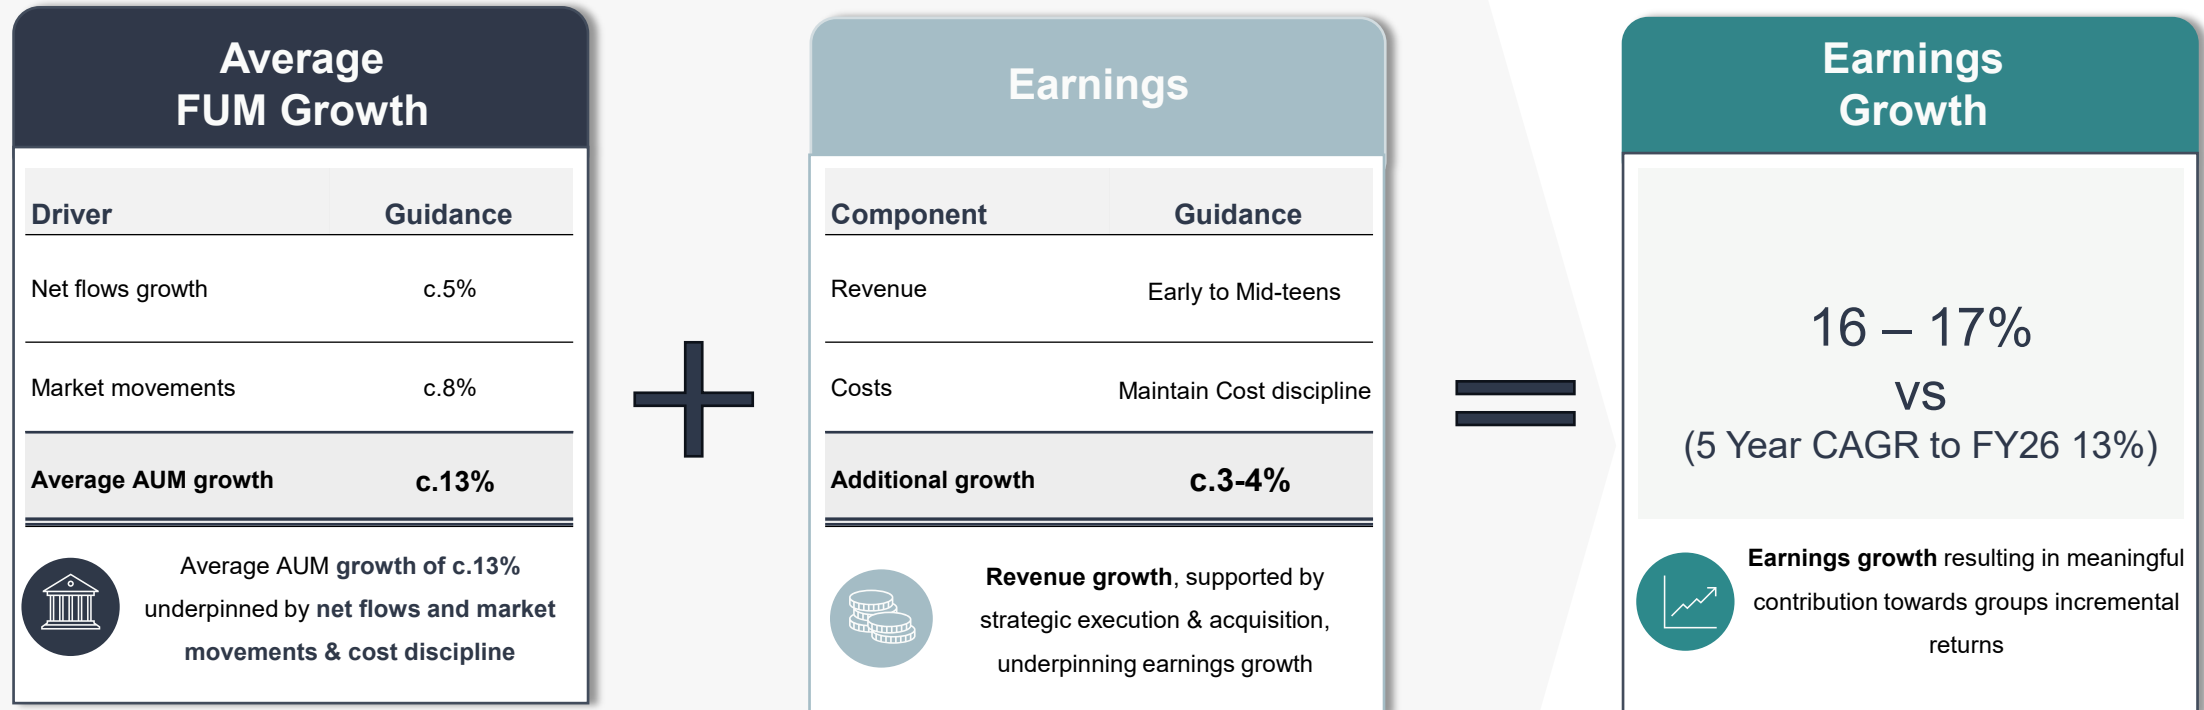 Average
FUM Growth
Driver Guidance
Net flows growth c.5%
Market movements c.8%
Average AUM growth c.13%
Average AUM growth of c.13%
underpinned by net flows and market
movements & cost discipline
Earnings
Component Guidance
Revenue Early to Mid-teens
Costs Maintain Cost discipline
Additional growth c.3-4%
Revenue growth, supported by
strategic execution & acquisition,
underpinning earnings growth
Earnings
Growth
16 – 17%
vs
(5 Year CAGR to FY26 13%)
Earnings growth resulting in meaningful
contribution towards groups incremental
returns